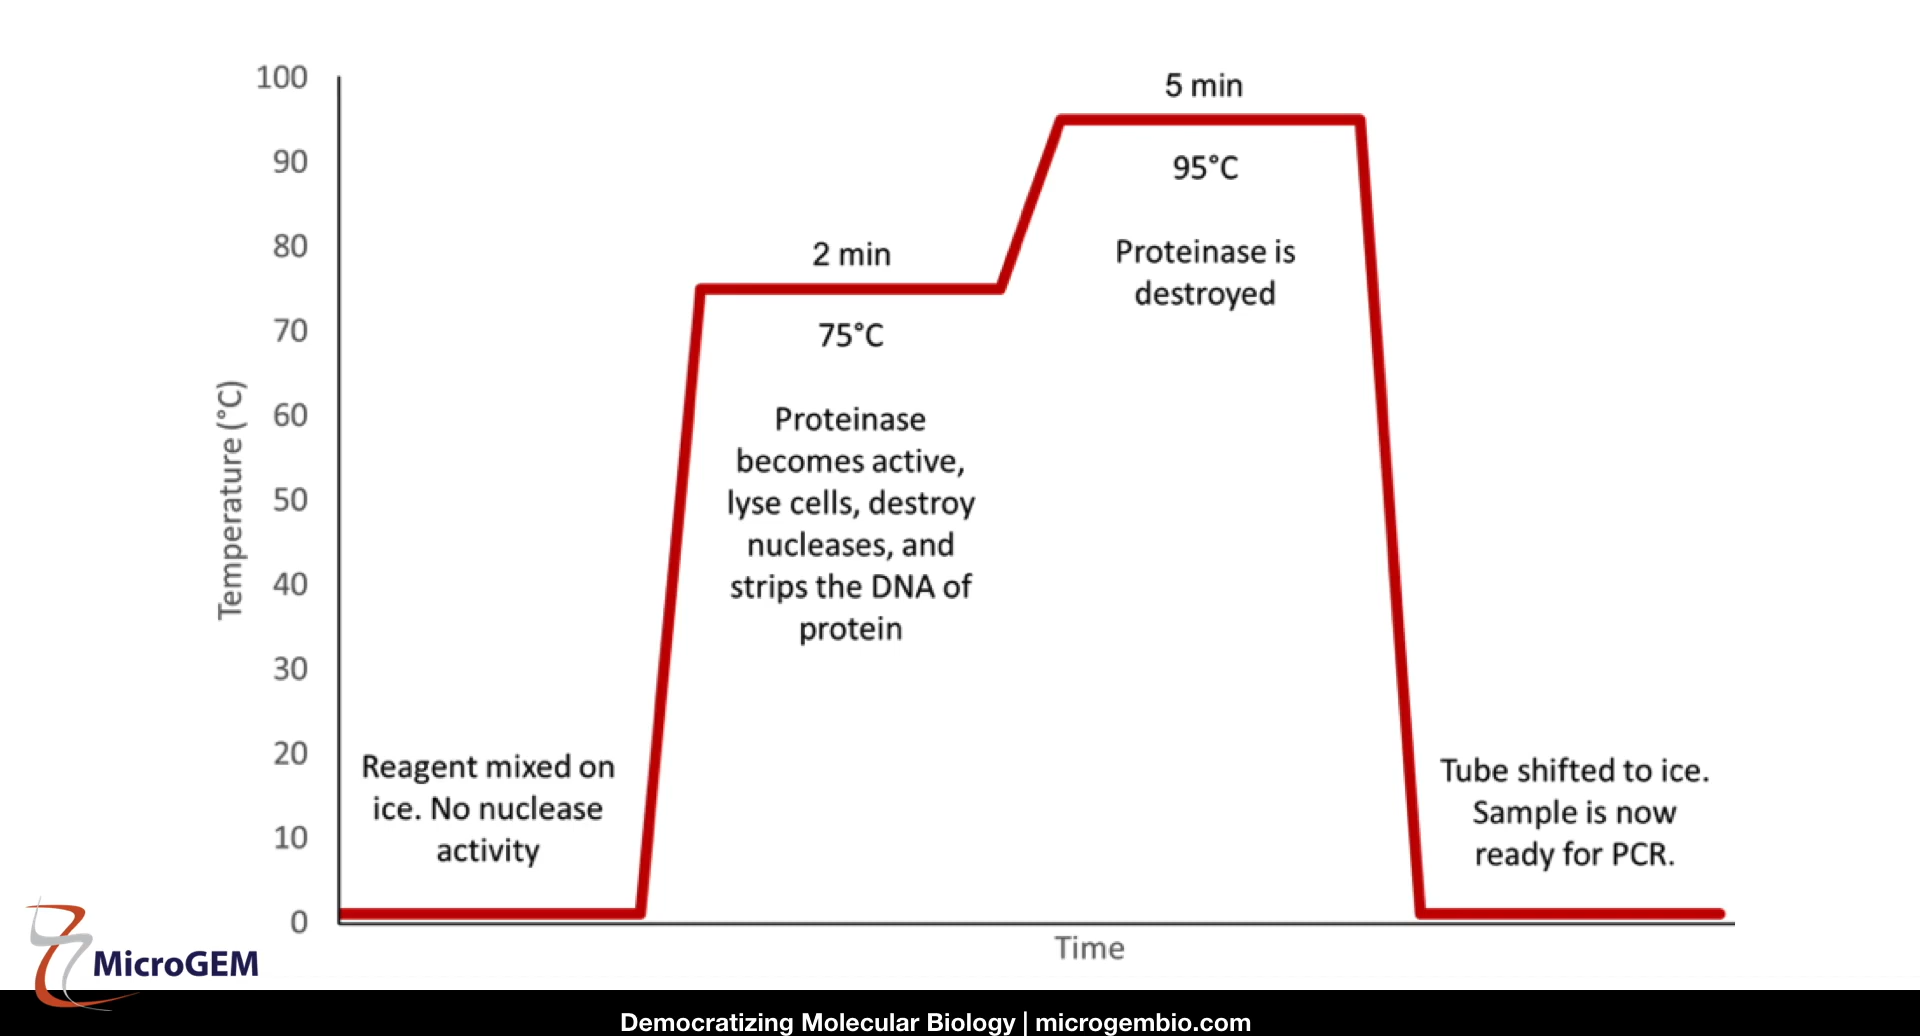 100
90
80
70
60
50
40
30
20
10
0
Temperature (°C)
Time
Reagent mixed on
ice. No nuclease
activity
2 min
75°C
Proteinase
becomes active,
lyse cells, destroy
nucleases, and
strips the DNA of
protein
5 min
95°C
Proteinase is
destroyed
Tube shifted to ice.
Sample is now
ready for PCR.
MicroGEM
Democratizing Molecular Biology | microgembio.com